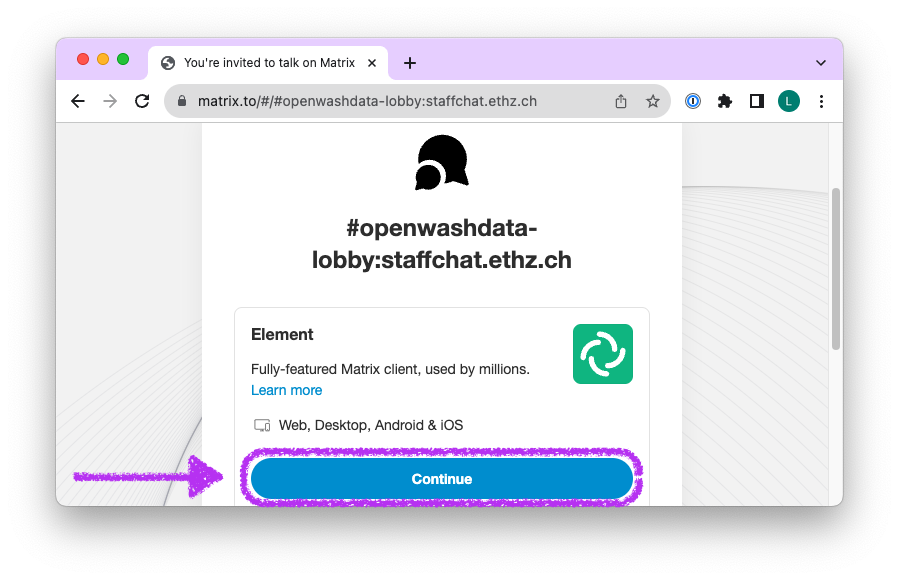 You're invited to talk on Matrix
matrix.to/#/#openwashdata-lobby:staffchat.ethz.ch
L
#openwashdata-
lobby:staffchat.ethz.ch
Element
Fully-featured Matrix client, used by millions.
Learn more
Web, Desktop, Android & iOS
Continue